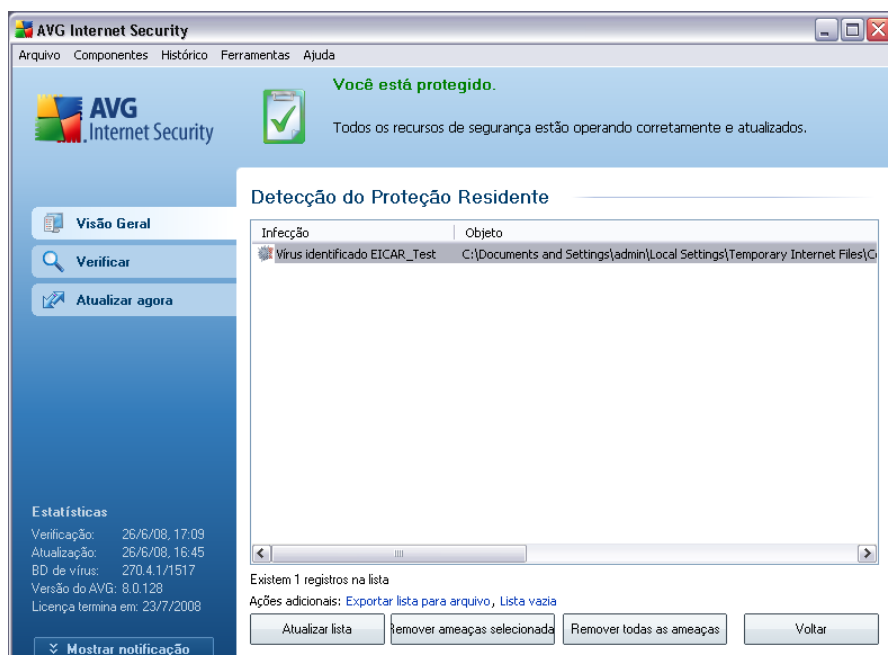 AVG Internet Security
Arquivo Componentes Histórico Ferramentas Ajuda
AVG
Internet Security
Você está protegido.
Todos os recursos de segurança estão operando corretamente e atualizados.
Visão Geral
Verificar
Atualizar agora
Detecção do Proteção Residente
Infecção Objeto
Vírus identificado EICAR_Test C:\Documents and Settings\admin\Local Settings\Temporary Internet Files\C
Existem 1 registros na lista
Ações adicionais: Exportar lista para arquivo, Lista vazia
Atualizar lista Remover ameaças selecionada Remover todas as ameaças Voltar
Estatísticas
Verificação: 26/6/08, 17:09
Atualização: 26/6/08, 16:45
BD de vírus: 270.4.1/1517
Versão do AVG: 8.0.128
Licença termina em: 23/7/2008
Mostrar notificação